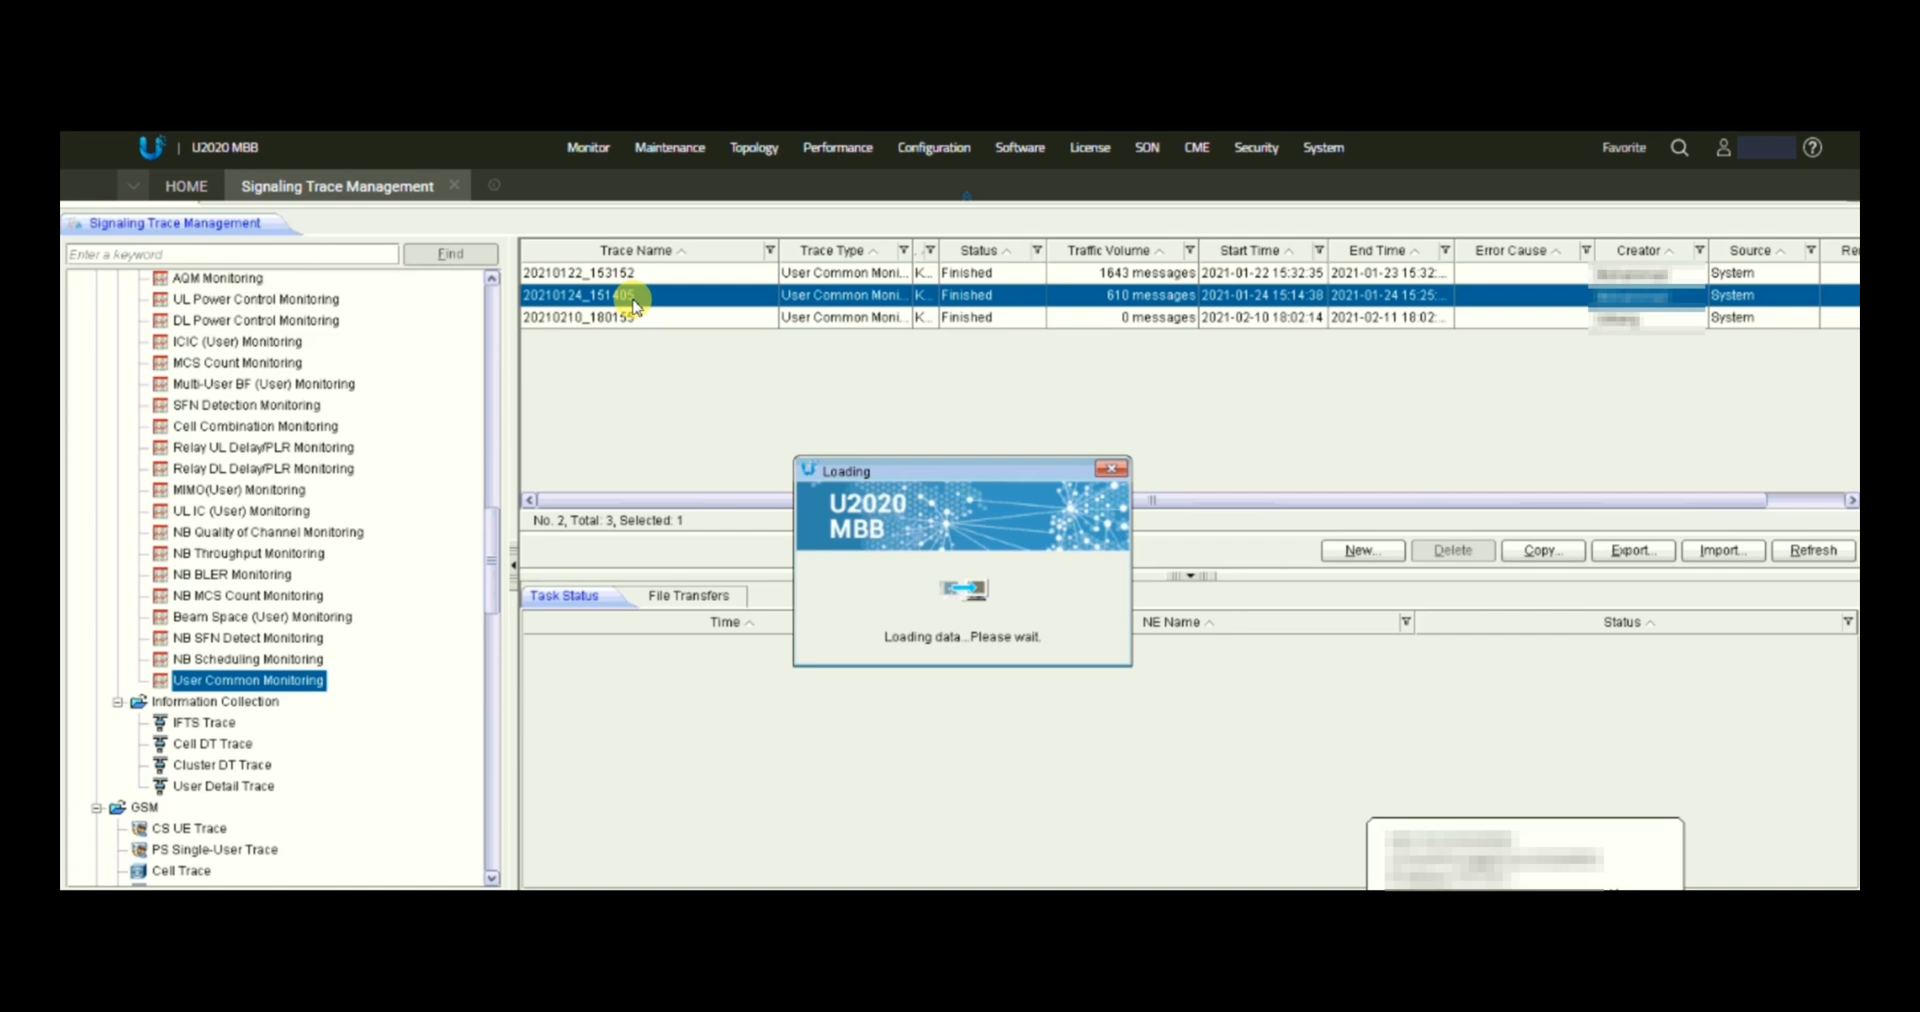 U2020 MBB Monitor Maintenance Topology Performance Configuration Software License SON CME Security System Favorite
HOME Signaling Trace Management
Signaling Trace Management
Enter a keyword Find
AQM Monitoring
UL Power Control Monitoring
DL Power Control Monitoring
ICIC (User) Monitoring
MCS Count Monitoring
Multi-User BF (User) Monitoring
SFN Detection Monitoring
Cell Combination Monitoring
Relay UL Delay/PLR Monitoring
Relay DL Delay/PLR Monitoring
MIMO(User) Monitoring
UL IC (User) Monitoring
NB Quality of Channel Monitoring
NB Throughput Monitoring
NB BLER Monitoring
NB MCS Count Monitoring
Beam Space (User) Monitoring
NB SFN Detect Monitoring
NB Scheduling Monitoring
User Common Monitoring
Information Collection
IFTS Trace
Cell DT Trace
Cluster DT Trace
User Detail Trace
GSM
CS UE Trace
PS Single-User Trace
Cell Trace
Trace Name Trace Type .. Status Traffic Volume Start Time End Time Error Cause Creator Source Re
20210122_153152 User Common Moni... K... Finished 1643 messages 2021-01-22 15:32:35 2021-01-23 15:32:... System
20210124_151405 User Common Moni... K... Finished 610 messages 2021-01-24 15:14:38 2021-01-24 15:25:... System
20210210_180155 User Common Moni... K... Finished 0 messages 2021-02-10 18:02:14 2021-02-11 18:02:... System
No. 2, Total: 3, Selected: 1
New... Delete Copy... Export... Import... Refresh
Task Status File Transfers
Time NE Name Status
Loading
U2020
MBB
Loading data...Please wait.